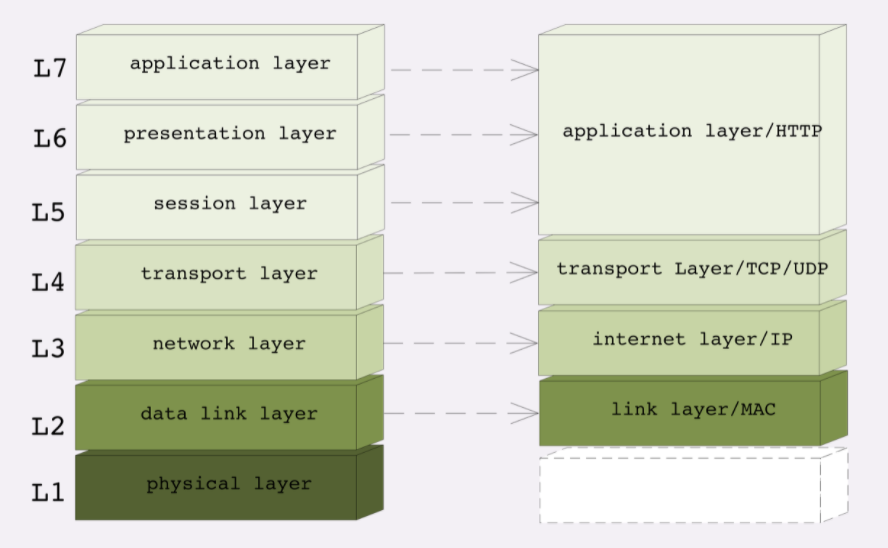 L7 application layer
L6 presentation layer
L5 session layer
L4 transport layer
L3 network layer
L2 data link layer
L1 physical layer
application layer/HTTP
transport Layer/TCP/UDP
internet layer/IP
link layer/MAC